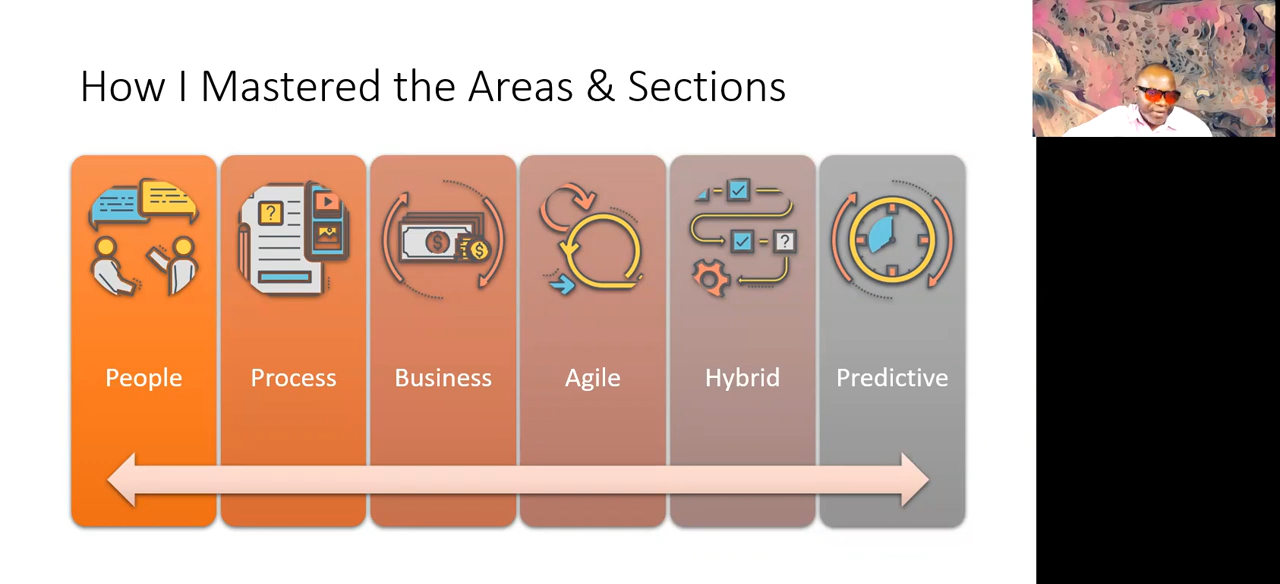 How I Mastered the Areas & Sections
People
Process
Business
Agile
Hybrid
Predictive